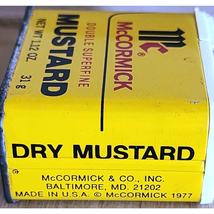 Mc
McCORMICK
®
DOUBLE SUPERFINE
MUSTARD
NET WT 1.12 OZ. 31 g
DRY MUSTARD
McCORMICK & CO., INC.
BALTIMORE, MD. 21202
MADE IN U.S.A. © McCORMICK 1977